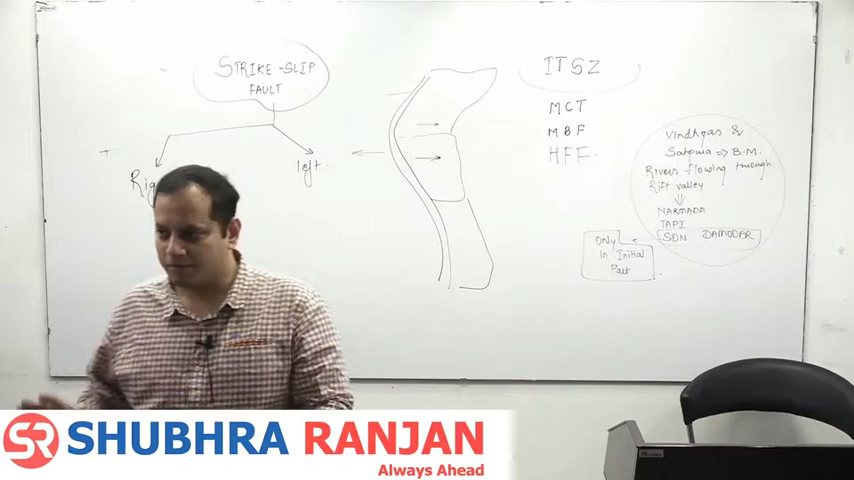 STRIKE-SLIP
FAULT
Rig
left.
ITSZ
MCT
MBF
HFF.
Vindhyas &
Satpura ⇒ B.M.
Rivers flowing through
Rift valley
⇓
NARMADA
TAPI
SON DAMODAR
Only
in Initial
Part
SR
SHUBHRA RANJAN
Always Ahead